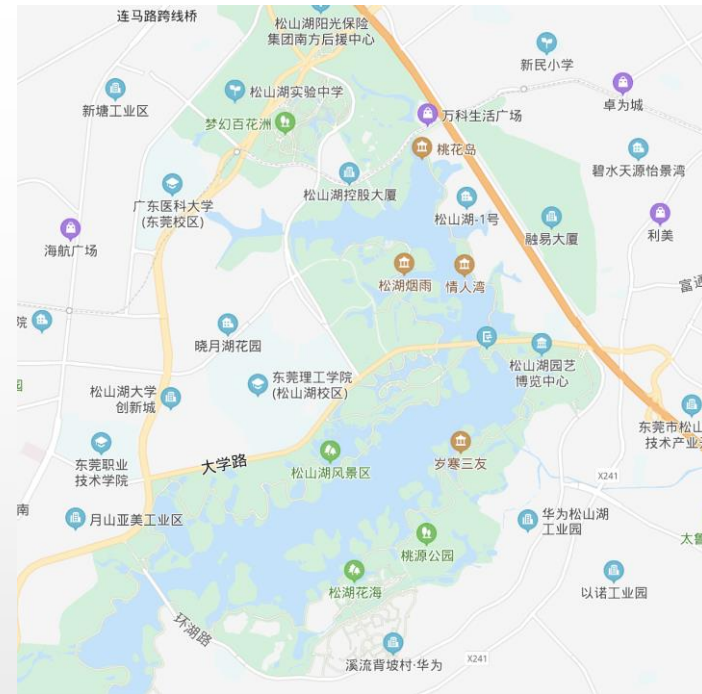 连马路跨线桥
松山湖阳光保险
集团南方后援中心
新民小学
新塘工业区
松山湖实验中学
卓为城
梦幻百花洲
万科生活广场
桃花岛
碧水天源怡景湾
广东医科大学
(东莞校区)
松山湖控股大厦
松山湖-1号
融易大厦
利美
海航广场
松湖烟雨
情人湾
富通
院
晓月湖花园
松山湖园艺
博览中心
园
松山湖大学
创新城
东莞理工学院
(松山湖校区)
东莞市松山
技术产业
东莞职业
技术学院
大学路
松山湖风景区
岁寒三友
X241
南
月山亚美工业区
华为松山湖
工业园
桃源公园
太鲁
松湖花海
以诺工业园
环湖路
溪流背坡村·华为
X241